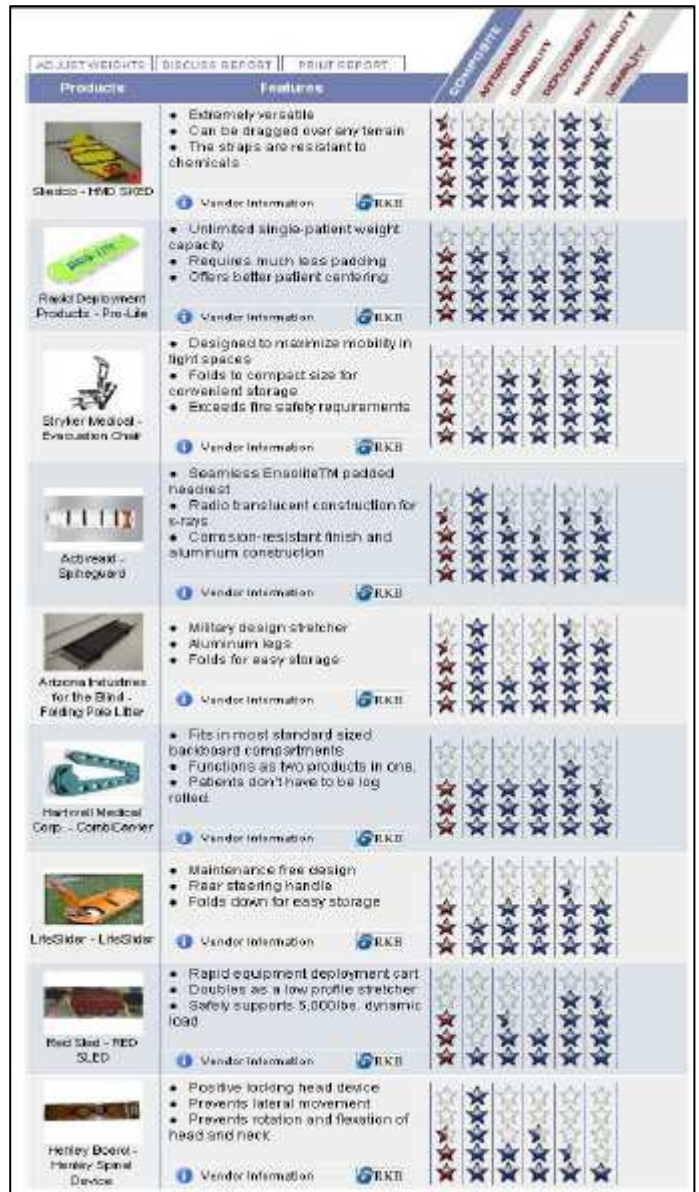 COMPOSITE
AFFORDABILITY
CAPABILITY
DEPLOYABILITY
MAINTAINABILITY
USABILITY
ADJUST WEIGHTS
DISCUSS REPORT
PRINT REPORT
Products
Features
Skedco - HMD SKED
• Extremely versatile
• Can be dragged over any terrain
• The straps are resistant to
chemicals
Vendor Information
RKB
Rapid Deployment
Products - Pro-Lite
• Unlimited single-patient weight
capacity
• Requires much less padding
• Offers better patient centering
Vendor Information
RKB
Stryker Medical -
Evacuation Chair
• Designed to maximize mobility in
tight spaces
• Folds to compact size for
convenient storage
• Exceeds fire safety requirements
Vendor Information
RKB
Activeaid -
Spineguard
• Seamless EnsoliteTM padded
headrest
• Radio translucent construction for
x-rays
• Corrosion-resistant finish and
aluminum construction
Vendor Information
RKB
Arizona Industries
for the Blind -
Folding Pole Litter
• Military design stretcher
• Aluminum legs
• Folds for easy storage
Vendor Information
RKB
Hartwell Medical
Corp. - CombiCarrier
• Fits in most standard sized
backboard compartments
• Functions as two products in one.
• Patients don't have to be log
rolled.
Vendor Information
RKB
LifeSlider - LifeSlider
• Maintenance free design
• Rear steering handle
• Folds down for easy storage
Vendor Information
RKB
Red Sled - RED
SLED
• Rapid equipment deployment cart
• Doubles as a low profile stretcher
• Safely supports 5,000lbs. dynamic
load
Vendor Information
RKB
Henley Board -
Henley Spinal
Device
• Positive locking head device
• Prevents lateral movement
• Prevents rotation and flexation of
head and neck
Vendor Information
RKB